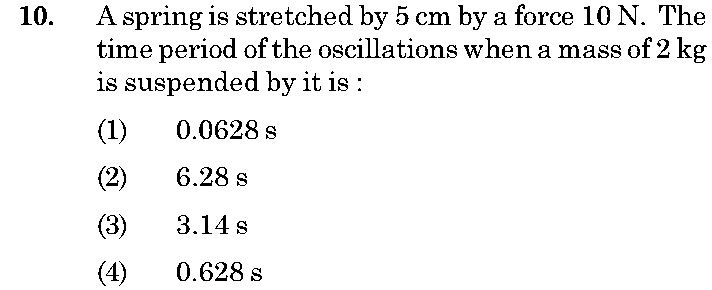 10. A spring is stretched by 5 cm by a force 10 N. The
time period of the oscillations when a mass of 2 kg
is suspended by it is :
(1) 0.0628 s
(2) 6.28 s
(3) 3.14 s
(4) 0.628 s